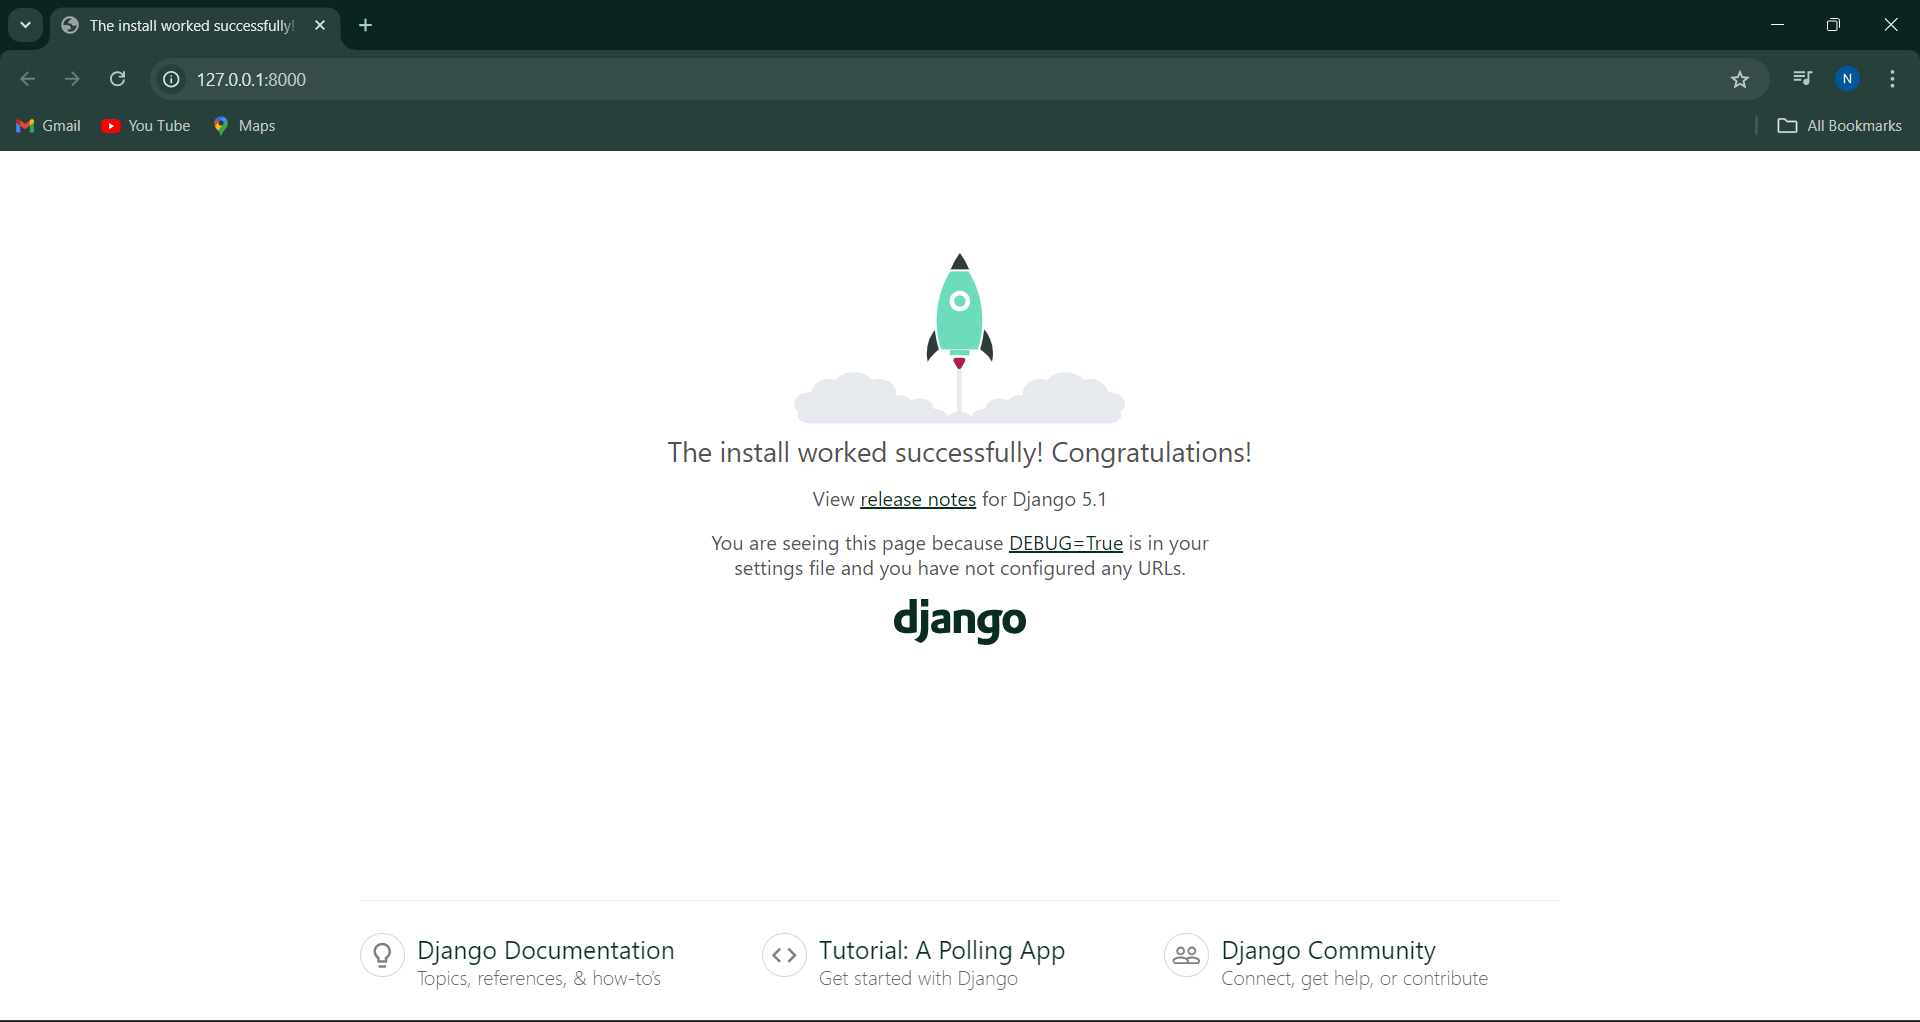 The install worked successfully!
127.0.0.1:8000
N
Gmail
You Tube
Maps
All Bookmarks
The install worked successfully! Congratulations!
View release notes for Django 5.1
You are seeing this page because DEBUG=True is in your
settings file and you have not configured any URLs.
django
Django Documentation
Topics, references, & how-to's
Tutorial: A Polling App
Get started with Django
Django Community
Connect, get help, or contribute